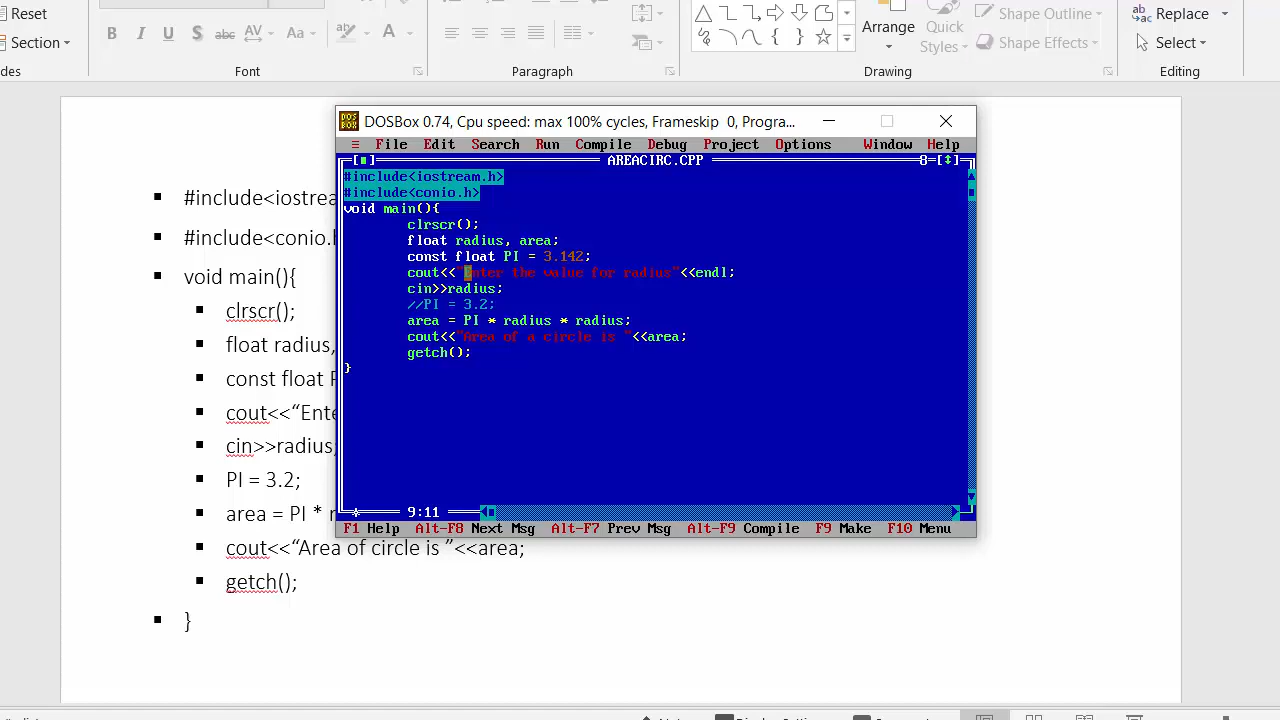 Reset
Replace
Section
B I U S abc AV Aa A
Arrange
Quick
Styles
Shape Outline
Shape Effects
Select
Font
Paragraph
Drawing
Editing
DOSBox 0.74, Cpu speed: max 100% cycles, Frameskip 0, Progra...
≡ File Edit Search Run Compile Debug Project Options Window Help
[■] AREACIRC.CPP 8=[↕]
#include<iostream.h>
#include<conio.h>
void main(){
clrscr();
float radius, area;
const float PI = 3.142;
cout<<"Enter the value for radius"<<endl;
cin>>radius;
//PI = 3.2;
area = PI * radius * radius;
cout<<"Area of a circle is "<<area;
getch();
}
9:11
F1 Help Alt-F8 Next Msg Alt-F7 Prev Msg Alt-F9 Compile F9 Make F10 Menu
▪ #include<iostrea
▪ #include<conio.h
▪ void main(){
▪ clrscr();
▪ float radius,
▪ const float P
▪ cout<<“Ente
▪ cin>>radius;
▪ PI = 3.2;
▪ area = PI * r
▪ cout<<“Area of circle is ”<<area;
▪ getch();
▪ }